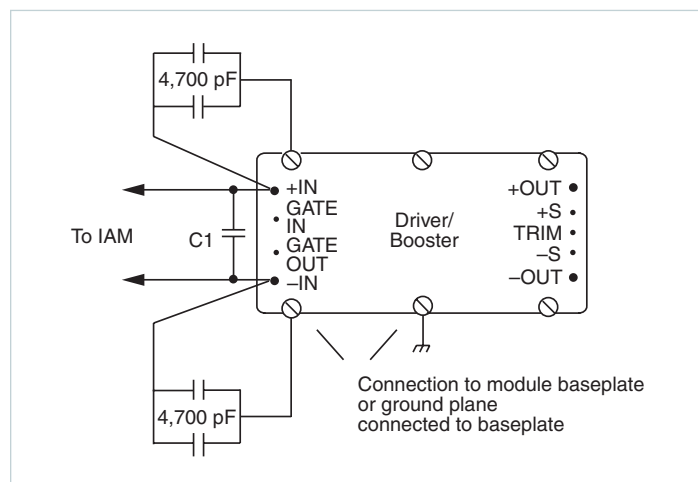 4,700 pF
+IN
GATE
IN
GATE
OUT
–IN
To IAM
C1
Driver/
Booster
+OUT
+S
TRIM
–S
–OUT
4,700 pF
Connection to module baseplate
or ground plane
connected to baseplate